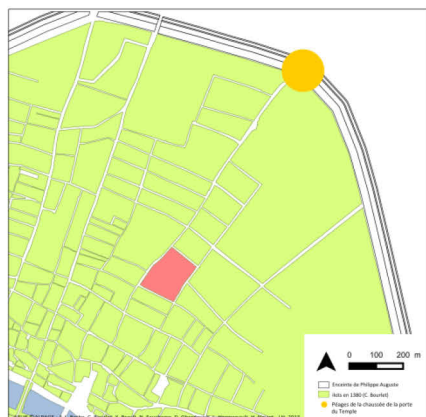 0 100 200 m
Enceinte de Philippe Auguste
Ilots en 1380 (C. Bourlet)
Péages de la chaussée de la porte
du Temple